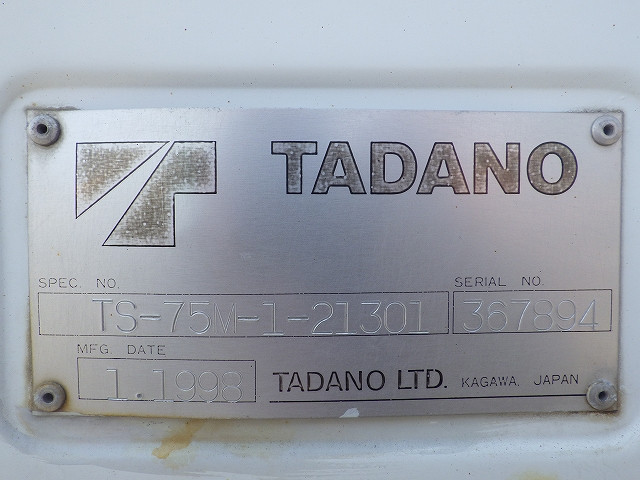 TADANO
SPEC. NO.
SERIAL NO.
TS-75M-1-21301
367894
MFG DATE
1.1998
TADANO LTD. KAGAWA, JAPAN